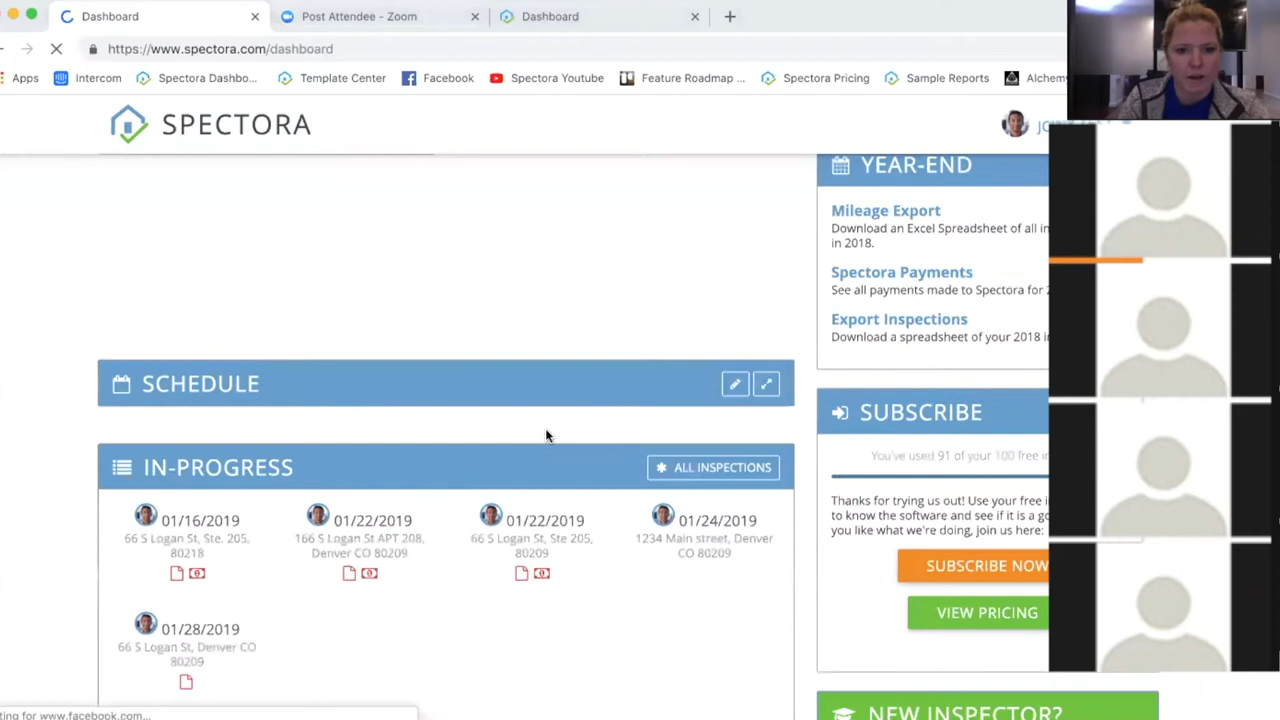 Dashboard
Post Attendee - Zoom
Dashboard
https://www.spectora.com/dashboard
Apps
Intercom
Spectora Dashbo...
Template Center
Facebook
Spectora Youtube
Feature Roadmap ...
Spectora Pricing
Sample Reports
Alchem
SPECTORA
YEAR-END
Mileage Export
Download an Excel Spreadsheet of all in
in 2018.
Spectora Payments
See all payments made to Spectora for 2
Export Inspections
Download a spreadsheet of your 2018 in
SCHEDULE
SUBSCRIBE
You've used 91 of your 100 free in
Thanks for trying us out! Use your free i
to know the software and see if it is a go
you like what we're doing, join us here:
SUBSCRIBE NOW
VIEW PRICING
IN-PROGRESS
ALL INSPECTIONS
01/16/2019
66 S Logan St, Ste. 205,
80218
01/22/2019
166 S Logan St APT 208,
Denver CO 80209
01/22/2019
66 S Logan St, Ste 205,
80209
01/24/2019
1234 Main street, Denver
CO 80209
01/28/2019
66 S Logan St, Denver CO
80209
NEW INSPECTOR?
ting for www.facebook.com...